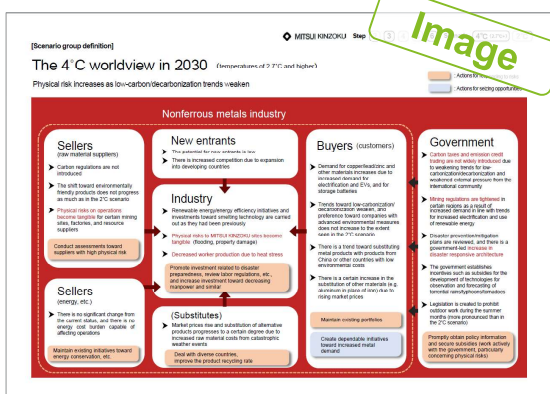 MITSUI KINZOKU Step
3
4°C
Image
[Scenario group definition]
The 4°C worldview in 2030 (temperatures of 2.7°C and higher)
Physical risk increases as low-carbon/decarbonization trends weaken
: Actions for
: Actions for seizing opportunities
Nonferrous metals industry
Sellers
(raw material suppliers)
Carbon regulations are not
introduced
The shift toward environmentally
friendly products does not progress
as much as in the 2°C scenario
Physical risks on operations
become tangible for certain mining
sites, factories, and resource
suppliers
Conduct assessments toward
suppliers with high physical risk
Sellers
(energy, etc.)
There is no significant change from
the current status, and there is no
energy cost burden capable of
affecting operations
Maintain existing initiatives toward
energy conservation, etc.
New entrants
The potential for new entrants is low
There is increased competition due to expansion
into developing countries
Industry
Renewable energy/energy efficiency initiatives and
investments toward smelting technology are carried
out as they had been previously
Physical risks to MITSUI KINZOKU sites become
tangible (flooding, property damage)
Decreased worker production due to heat stress
Promote investment related to disaster
preparedness, review labor regulations, etc.,
and increase investment toward decreasing
manpower and similar
(Substitutes)
Market prices rise and substitution of alternative
products progresses to a certain degree due to
increased raw material costs from catastrophic
weather events
Deal with diverse countries,
improve the product recycling rate
Buyers (customers)
Demand for copper/lead/zinc and
other materials increases due to
increased demand for
electrification and EVs, and for
storage batteries
Trends toward low-carbonization/
decarbonization weaken, and
preference toward companies with
advanced environmental measures
does not increase to the extent
seen in the 2°C scenario
There is a trend toward substituting
metal products with products from
China or other countries with low
environmental costs
There is a certain increase in the
substitution of other materials (e.g.
aluminum in place of iron) due to
rising market prices
Maintain existing portfolios
Create dependable initiatives
toward increased metal
demand
Government
Carbon taxes and emission credit
trading are not widely introduced due
to weakening trends for low-
carbonization/decarbonization and
weakened external pressure from the
international community
Mining regulations are tightened in
certain regions as a result of
increased demand in line with trends
for increased electrification and use
of renewable energy
Disaster prevention/mitigation
plans are reviewed, and there is a
government-led increase in
disaster responsive architecture
The government establishes
incentives such as subsidies for the
development of technologies for
observation and forecasting of
torrential rains/typhoons/tornadoes
Legislation is created to prohibit
outdoor work during the summer
months (more pronounced than in
the 2°C scenario)
Promptly obtain policy information
and secure subsidies (work actively
with the government, particularly
concerning physical risks)